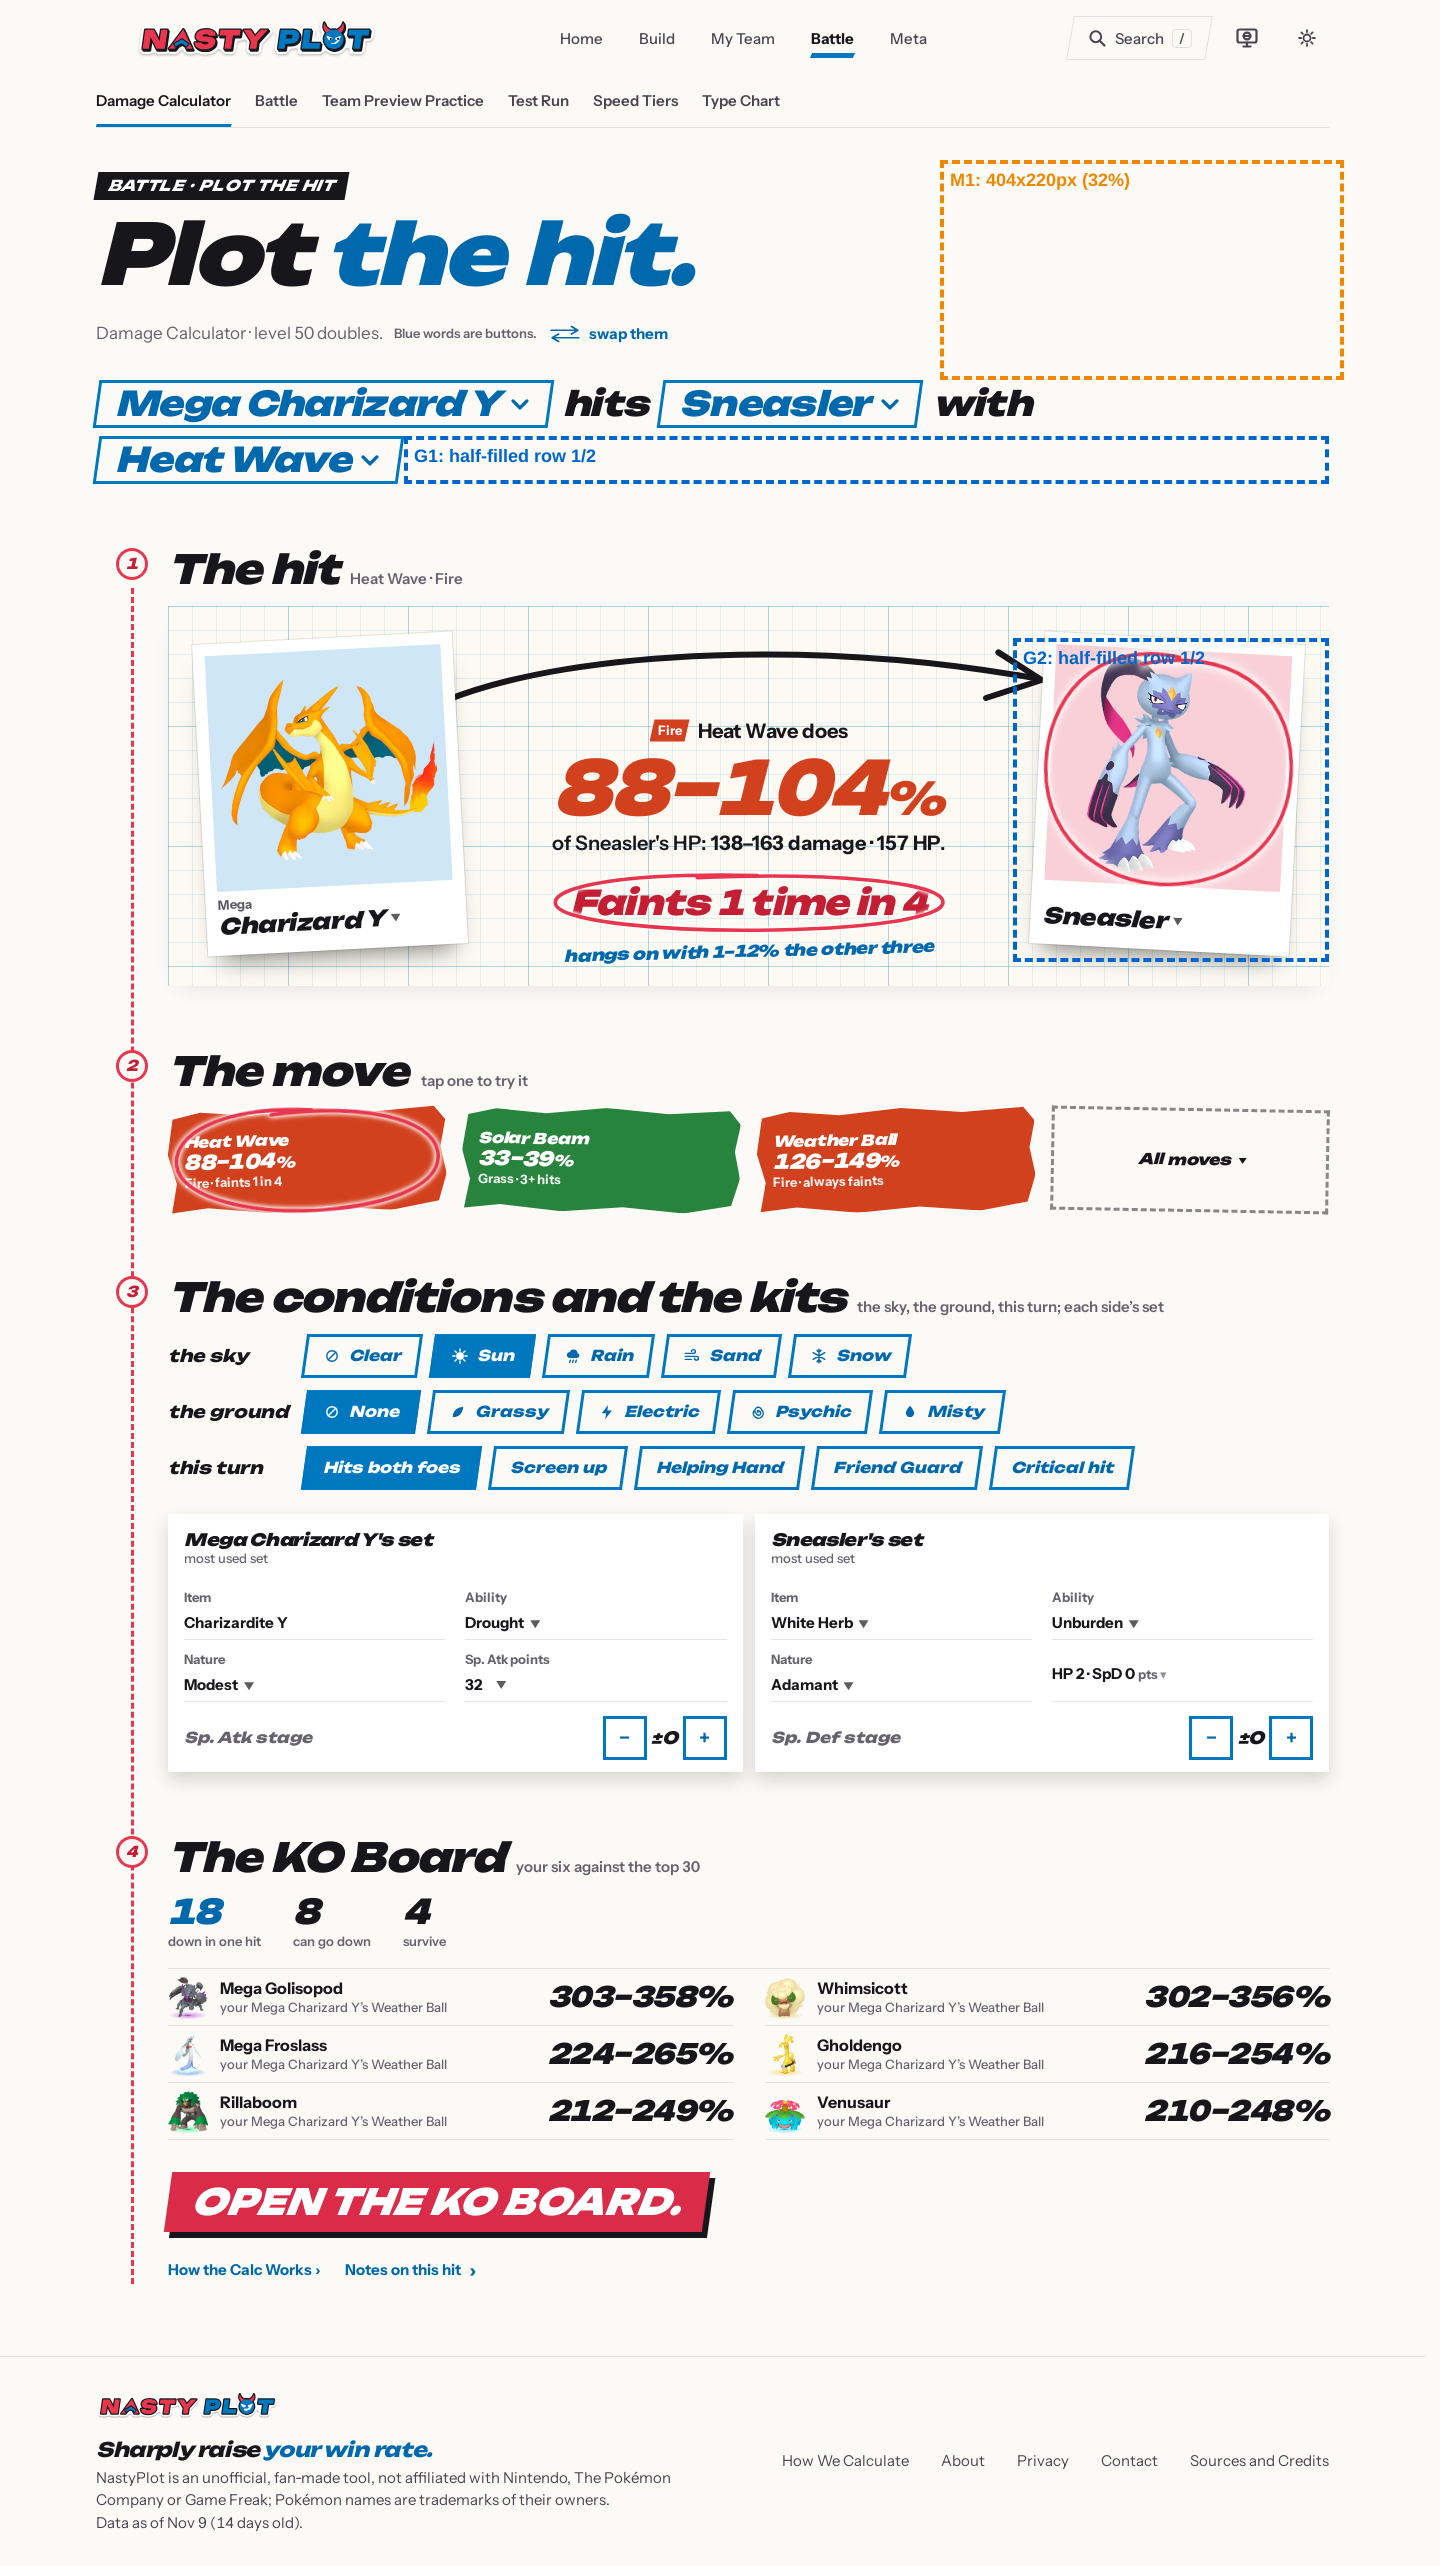 NASTY PLOT
Home Build My Team Battle Meta
Search /
Damage Calculator Battle Team Preview Practice Test Run Speed Tiers Type Chart
BATTLE · PLOT THE HIT
M1: 404x220px (32%)
Plot the hit.
Damage Calculator · level 50 doubles. Blue words are buttons. swap them
Mega Charizard Y hits Sneasler with
Heat Wave
G1: half-filled row 1/2
1 The hit Heat Wave · Fire
G2: half-filled row 1/2
Fire Heat Wave does
88–104%
of Sneasler's HP: 138–163 damage · 157 HP.
Faints 1 time in 4
hangs on with 1–12% the other three
Mega
Charizard Y
Sneasler
2 The move tap one to try it
Heat Wave
88–104%
Fire · faints 1 in 4
Solar Beam
33–39%
Grass · 3+ hits
Weather Ball
126–149%
Fire · always faints
All moves
3 The conditions and the kits the sky, the ground, this turn; each side's set
the sky Clear Sun Rain Sand Snow
the ground None Grassy Electric Psychic Misty
this turn Hits both foes Screen up Helping Hand Friend Guard Critical hit
Mega Charizard Y's set
most used set
Item Ability
Charizardite Y Drought
Nature Sp. Atk points
Modest 32
Sp. Atk stage − ±0 +
Sneasler's set
most used set
Item Ability
White Herb Unburden
Nature
Adamant
HP 2 · SpD 0 pts
Sp. Def stage − ±0 +
4 The KO Board your six against the top 30
18 8 4
down in one hit can go down survive
Mega Golisopod
your Mega Charizard Y's Weather Ball
303–358%
Whimsicott
your Mega Charizard Y's Weather Ball
302–356%
Mega Froslass
your Mega Charizard Y's Weather Ball
224–265%
Gholdengo
your Mega Charizard Y's Weather Ball
216–254%
Rillaboom
your Mega Charizard Y's Weather Ball
212–249%
Venusaur
your Mega Charizard Y's Weather Ball
210–248%
OPEN THE KO BOARD.
How the Calc Works › Notes on this hit ›
NASTY PLOT
Sharply raise your win rate.
NastyPlot is an unofficial, fan-made tool, not affiliated with Nintendo, The Pokémon
Company or Game Freak; Pokémon names are trademarks of their owners.
Data as of Nov 9 (14 days old).
How We Calculate About Privacy Contact Sources and Credits